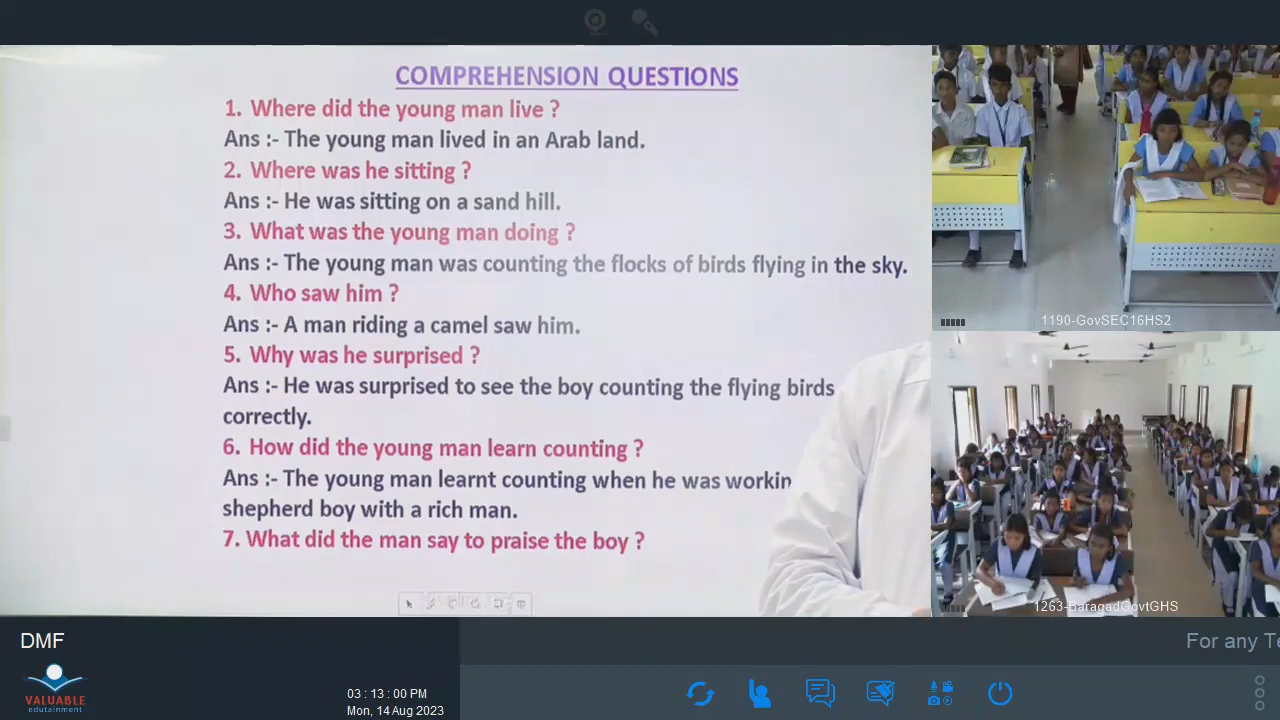 COMPREHENSION QUESTIONS
1. Where did the young man live ?
Ans :- The young man lived in an Arab land.
2. Where was he sitting ?
Ans :- He was sitting on a sand hill.
3. What was the young man doing ?
Ans :- The young man was counting the flocks of birds flying in the sky.
4. Who saw him ?
Ans :- A man riding a camel saw him.
5. Why was he surprised ?
Ans :- He was surprised to see the boy counting the flying birds
correctly.
6. How did the young man learn counting ?
Ans :- The young man learnt counting when he was workin
shepherd boy with a rich man.
7. What did the man say to praise the boy ?
1190-GovSEC16HS2
1263-BaragadGovtGHS
DMF
For any Te
VALUABLE
edutainment
03 : 13 : 00 PM
Mon, 14 Aug 2023